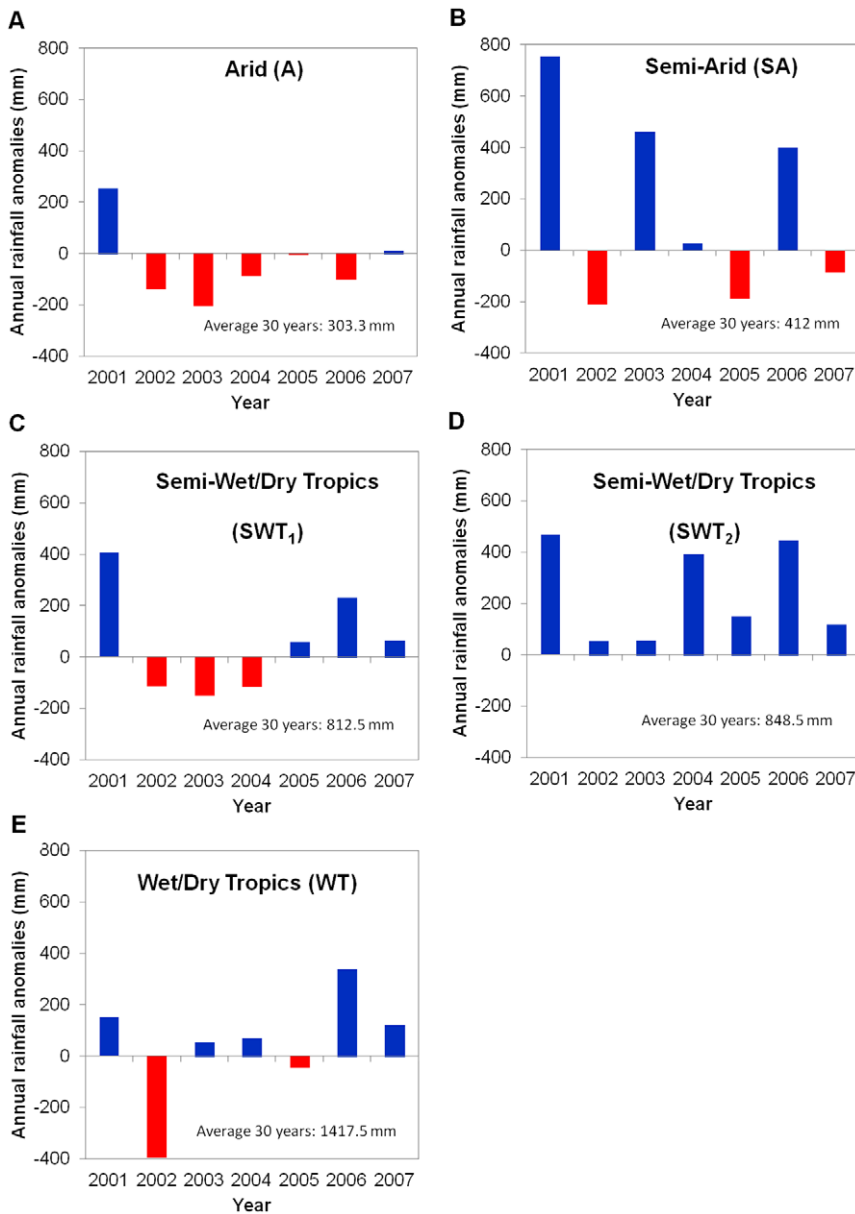 A
Arid (A)
Annual rainfall anomalies (mm)
800
600
400
200
0
-200
-400
Average 30 years: 303.3 mm
2001 2002 2003 2004 2005 2006 2007
Year
B
Semi-Arid (SA)
Annual rainfall anomalies (mm)
800
600
400
200
0
-200
-400
Average 30 years: 412 mm
2001 2002 2003 2004 2005 2006 2007
Year
C
Semi-Wet/Dry Tropics
(SWT₁)
Annual rainfall anomalies (mm)
800
600
400
200
0
-200
-400
Average 30 years: 812.5 mm
2001 2002 2003 2004 2005 2006 2007
Year
D
Semi-Wet/Dry Tropics
(SWT₂)
Annual rainfall anomalies (mm)
800
600
400
200
0
-200
-400
Average 30 years: 848.5 mm
2001 2002 2003 2004 2005 2006 2007
Year
E
Wet/Dry Tropics (WT)
Annual rainfall anomalies (mm)
800
600
400
200
0
-200
-400
Average 30 years: 1417.5 mm
2001 2002 2003 2004 2005 2006 2007
Year